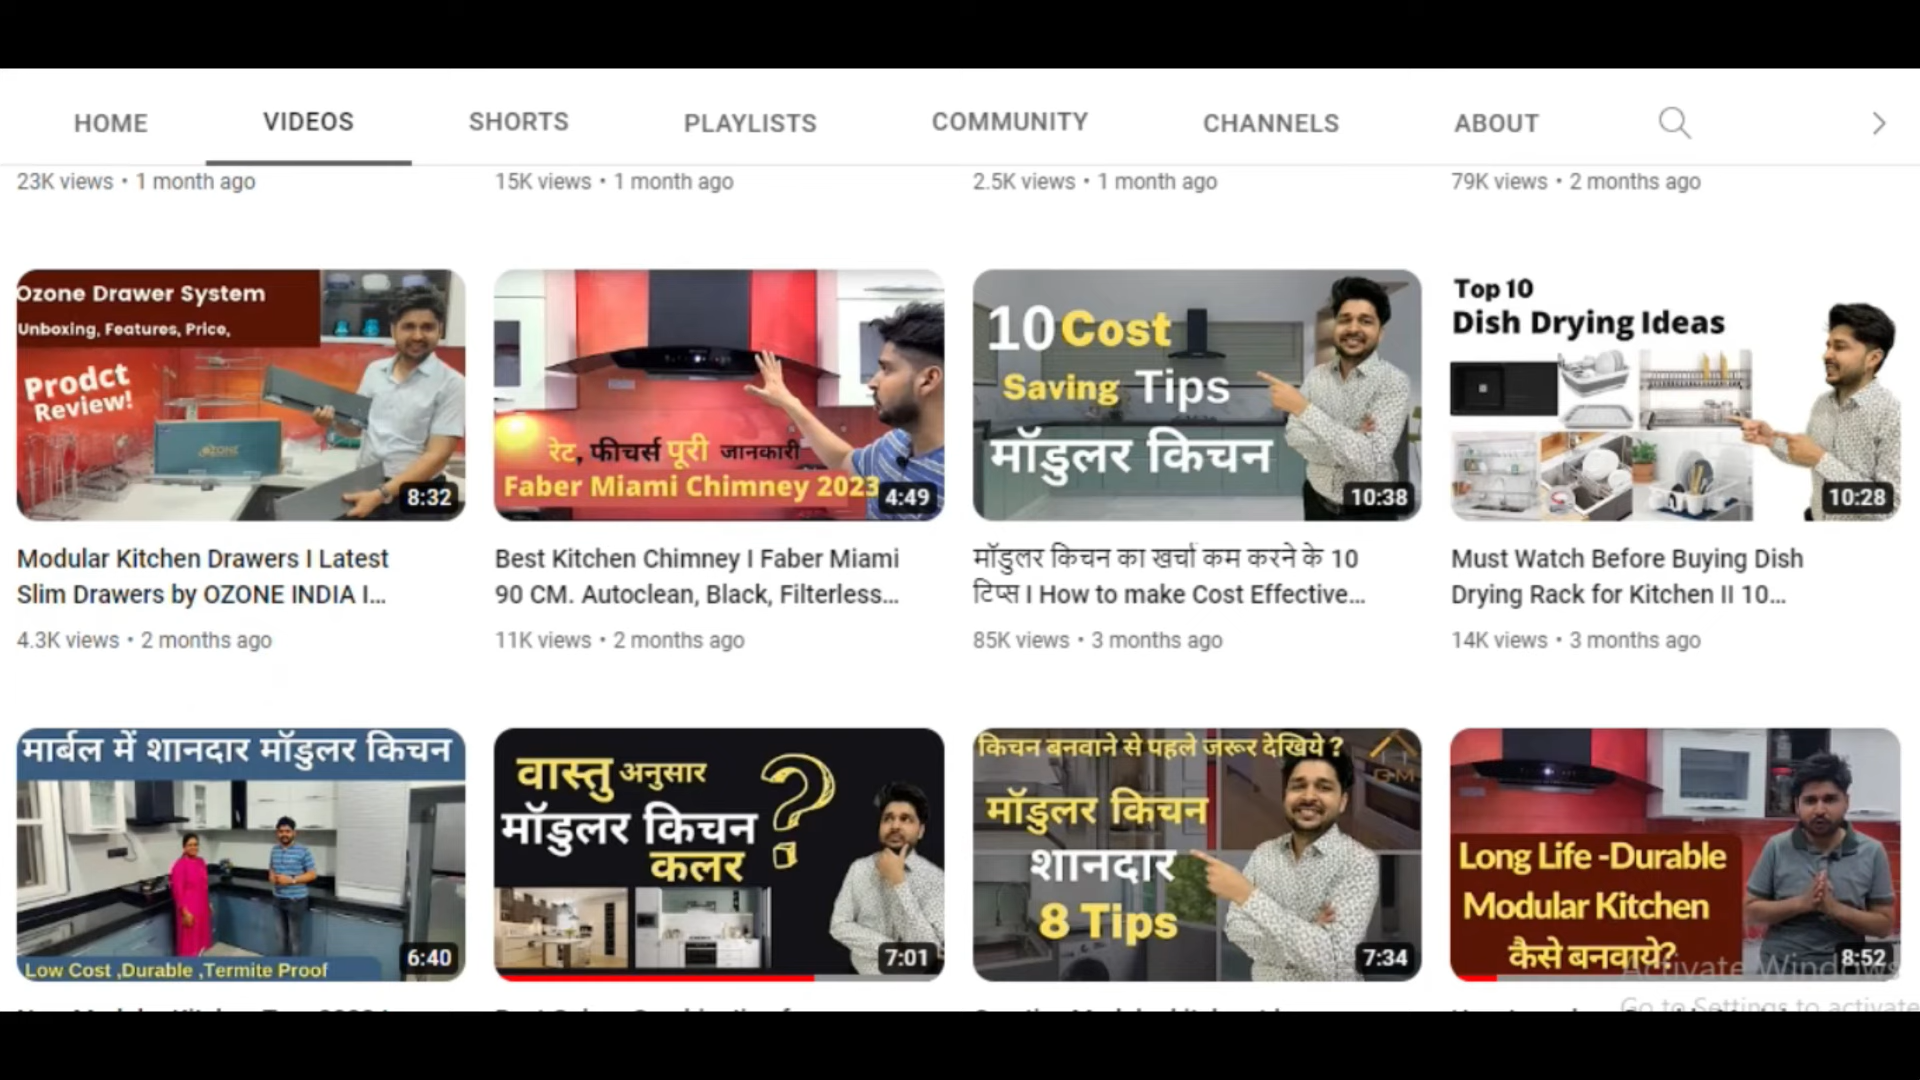 HOME VIDEOS SHORTS PLAYLISTS COMMUNITY CHANNELS ABOUT
23K views • 1 month ago
15K views • 1 month ago
2.5K views • 1 month ago
79K views • 2 months ago
Ozone Drawer System
Unboxing, Features, Price,
Prodct
Review!
OZONE
8:32
रेट, फीचर्स पूरी जानकारी
Faber Miami Chimney 2023
4:49
10 Cost
Saving Tips
मॉडुलर किचन
10:38
Top 10
Dish Drying Ideas
10:28
Modular Kitchen Drawers I Latest
Slim Drawers by OZONE INDIA I...
4.3K views • 2 months ago
Best Kitchen Chimney I Faber Miami
90 CM. Autoclean, Black, Filterless...
11K views • 2 months ago
मॉडुलर किचन का खर्चा कम करने के 10
टिप्स I How to make Cost Effective...
85K views • 3 months ago
Must Watch Before Buying Dish
Drying Rack for Kitchen II 10...
14K views • 3 months ago
मार्बल में शानदार मॉडुलर किचन
Low Cost ,Durable ,Termite Proof
6:40
वास्तु अनुसार
मॉडुलर किचन
कलर
?
7:01
किचन बनवाने से पहले जरूर देखिये ?
मॉडुलर किचन
शानदार
8 Tips
7:34
Long Life -Durable
Modular Kitchen
कैसे बनवाये?
8:52
Activate Windows
Go to Settings to activate